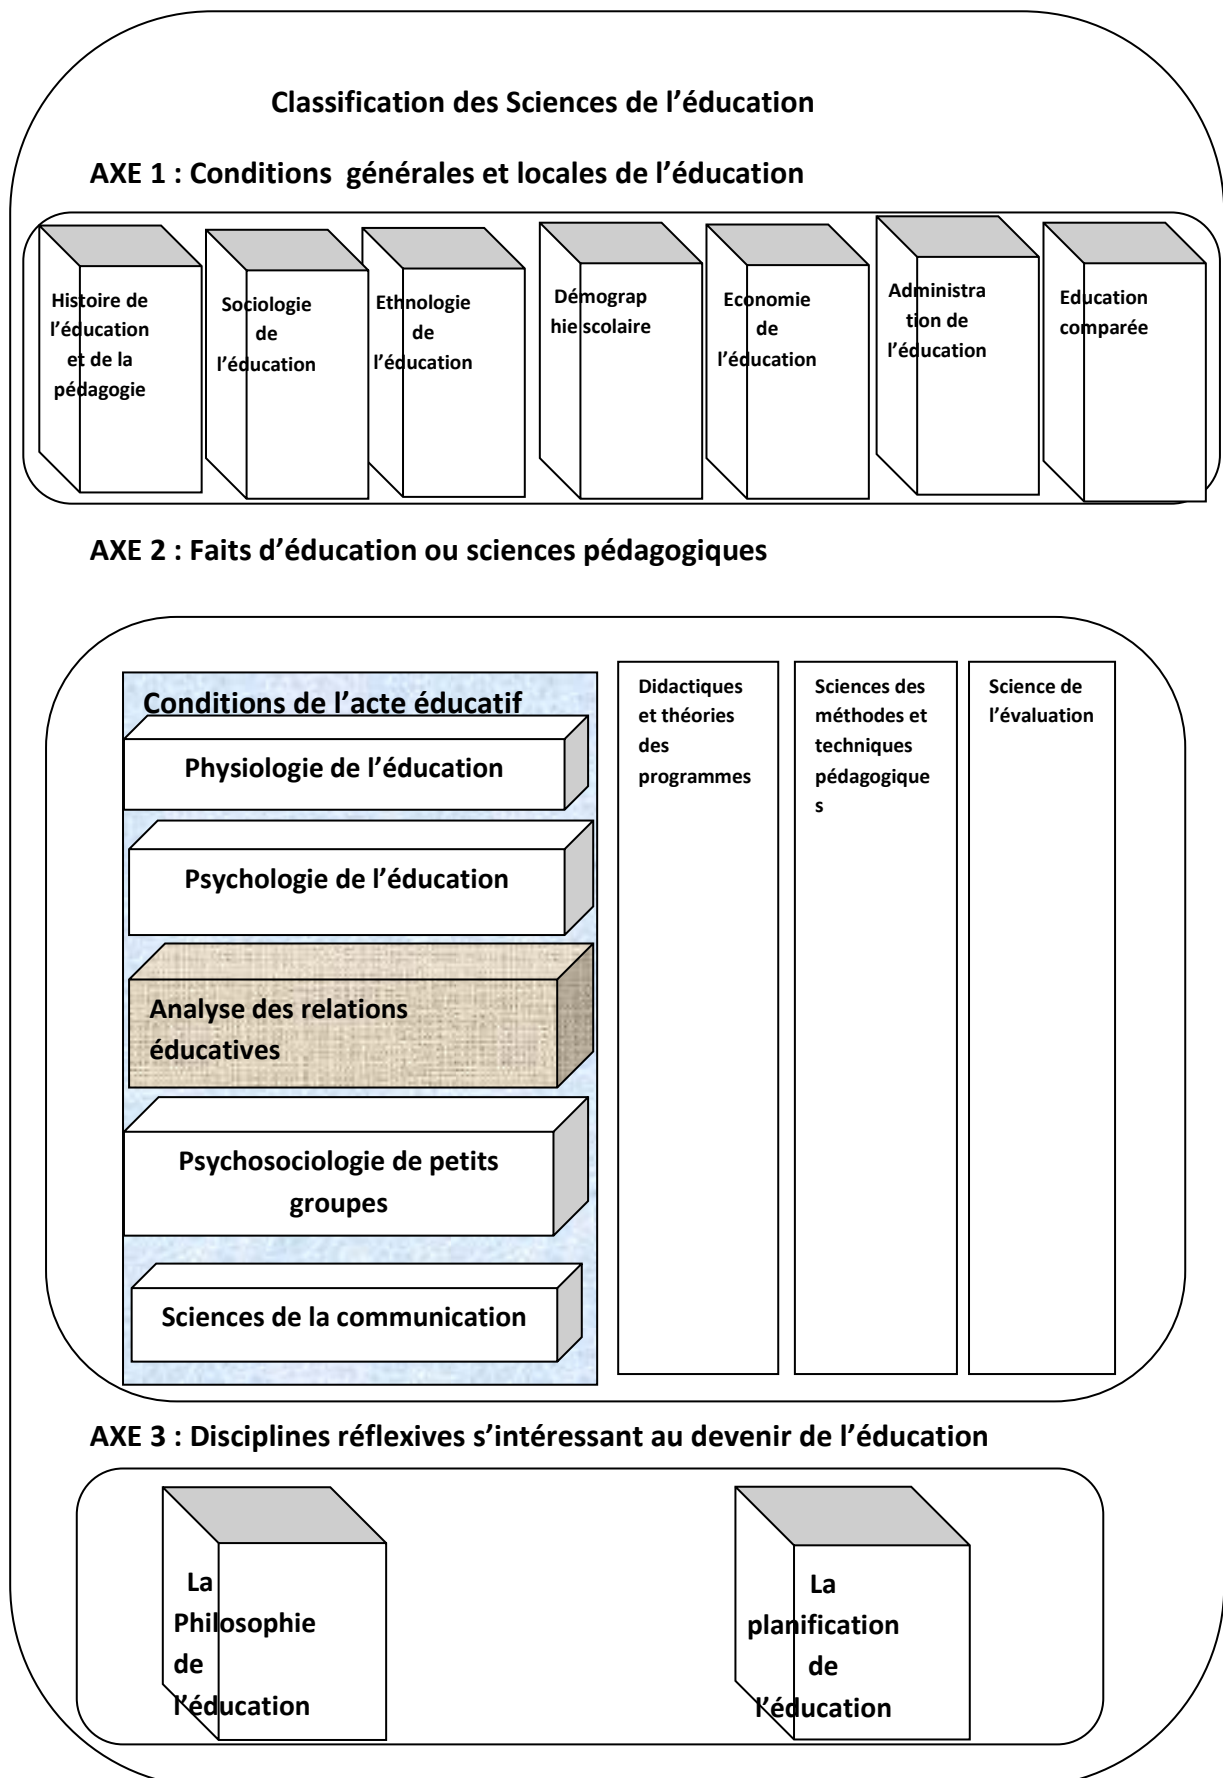 Classification des Sciences de l’éducation
AXE 1 : Conditions générales et locales de l’éducation
Histoire de
l’éducation
et de la
pédagogie
Sociologie
de
l’éducation
Ethnologie
de
l’éducation
Démograp
hie scolaire
Economie
de
l’éducation
Administra
tion de
l’éducation
Education
comparée
AXE 2 : Faits d’éducation ou sciences pédagogiques
Conditions de l’acte éducatif
Physiologie de l’éducation
Psychologie de l’éducation
Analyse des relations
éducatives
Psychosociologie de petits
groupes
Sciences de la communication
Didactiques
et théories
des
programmes
Sciences des
méthodes et
techniques
pédagogique
s
Science de
l’évaluation
AXE 3 : Disciplines réflexives s’intéressant au devenir de l’éducation
La
Philosophie
de
l’éducation
La
planification
de
l’éducation